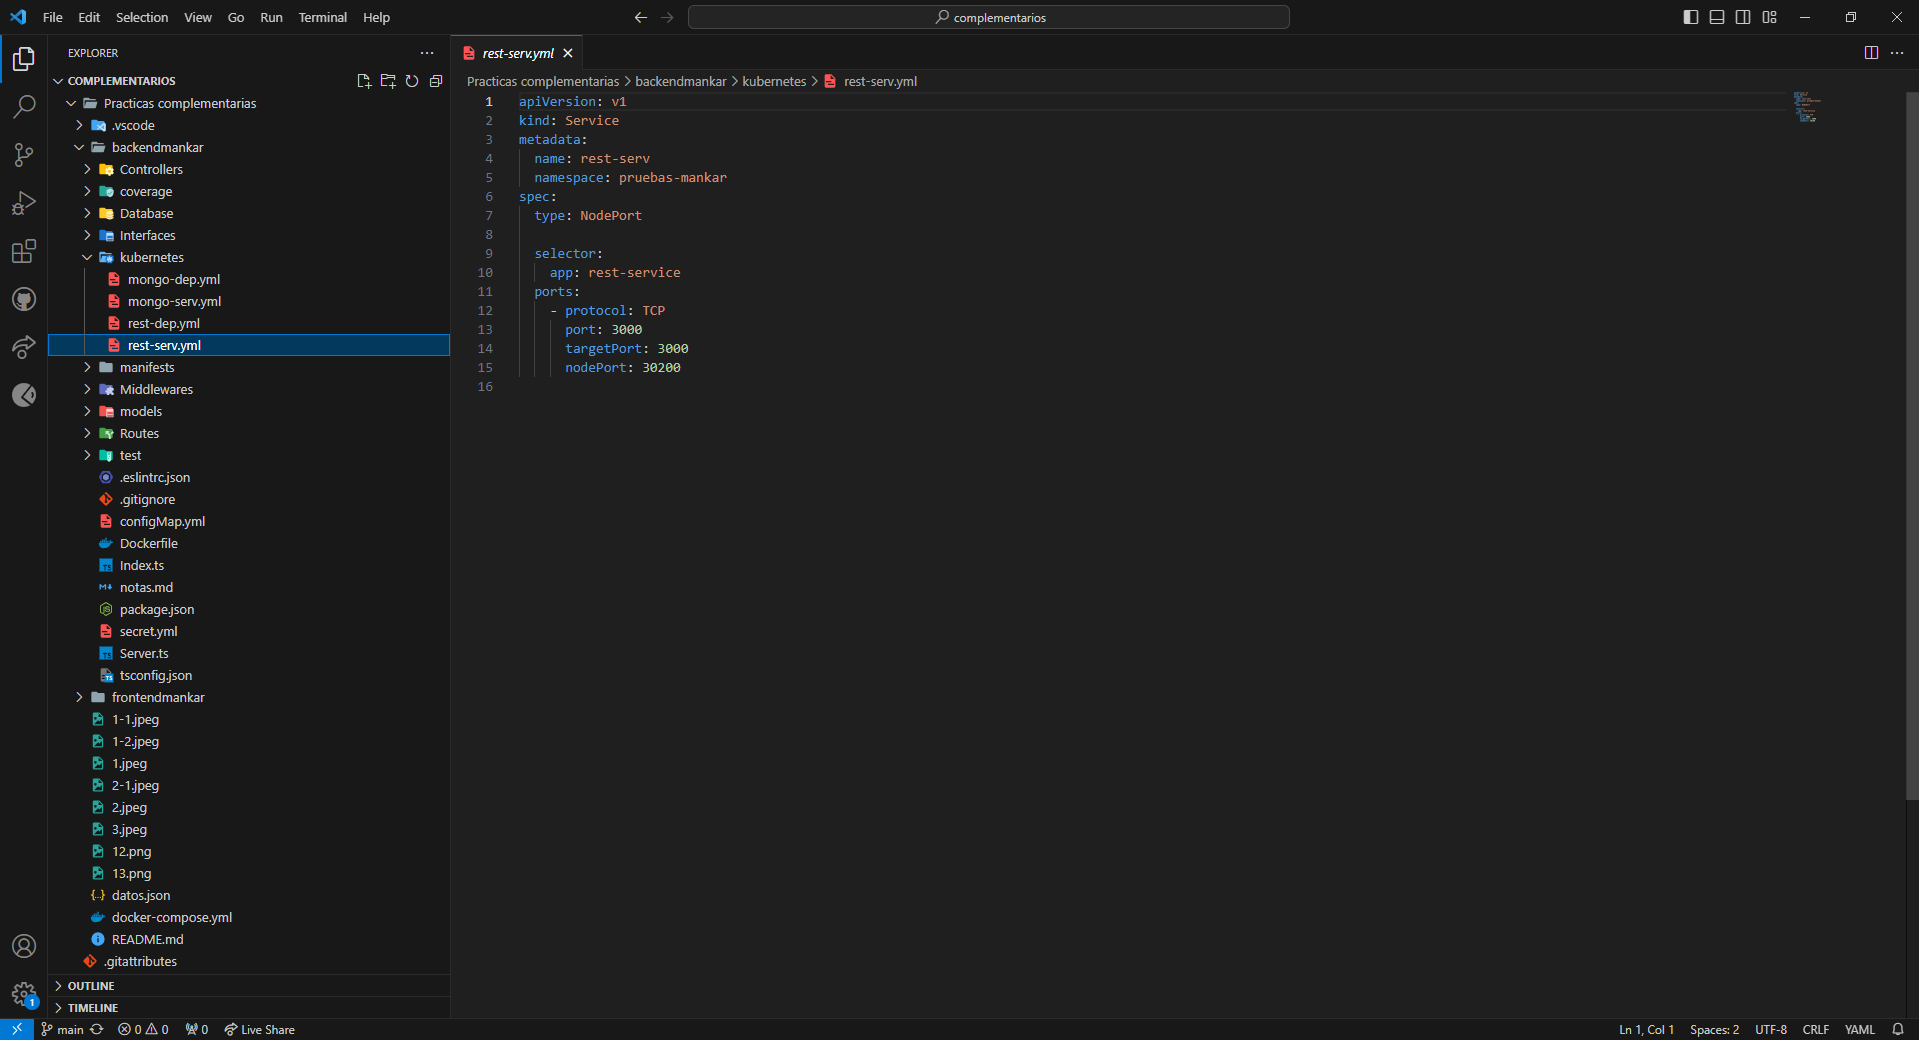 File Edit Selection View Go Run Terminal Help
complementarios
EXPLORER
COMPLEMENTARIOS
Practicas complementarias
.vscode
backendmankar
Controllers
coverage
Database
Interfaces
kubernetes
mongo-dep.yml
mongo-serv.yml
rest-dep.yml
rest-serv.yml
manifests
Middlewares
models
Routes
test
.eslintrc.json
.gitignore
configMap.yml
Dockerfile
Index.ts
notas.md
package.json
secret.yml
Server.ts
tsconfig.json
frontendmankar
1-1.jpeg
1-2.jpeg
1.jpeg
2-1.jpeg
2.jpeg
3.jpeg
12.png
13.png
datos.json
docker-compose.yml
README.md
.gitattributes
OUTLINE
TIMELINE
rest-serv.yml
Practicas complementarias > backendmankar > kubernetes > rest-serv.yml
1 apiVersion: v1
2 kind: Service
3 metadata:
4   name: rest-serv
5   namespace: pruebas-mankar
6 spec:
7   type: NodePort
8
9   selector:
10     app: rest-service
11   ports:
12     - protocol: TCP
13       port: 3000
14       targetPort: 3000
15       nodePort: 30200
16
1
main 0 0 0 Live Share
Ln 1, Col 1 Spaces: 2 UTF-8 CRLF YAML